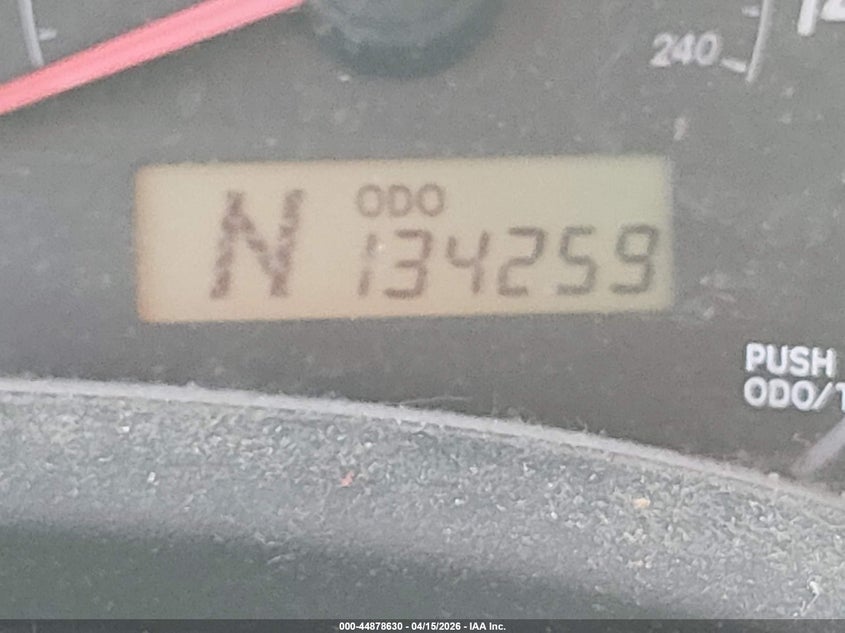 240
N ODO
134259
PUSH
ODO/
000-44878630 - 04/15/2026 - IAA Inc.